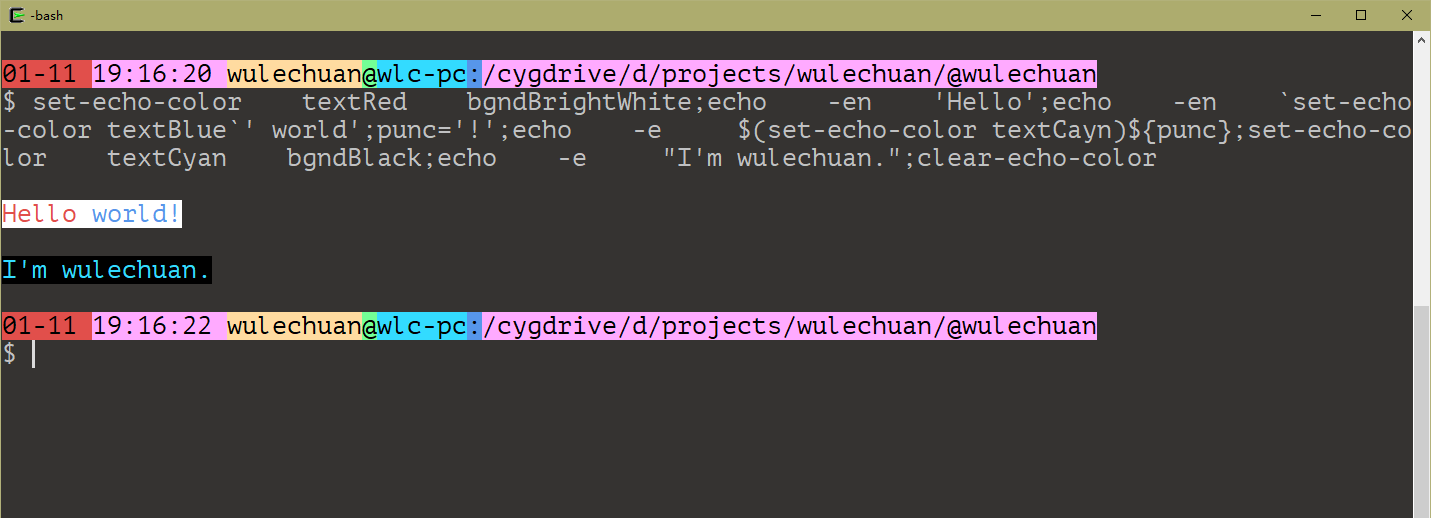 -bash
01-11 19:16:20 wulechuan@wlc-pc:/cygdrive/d/projects/wulechuan/@wulechuan
$ set-echo-color    textRed    bgndBrightWhite;echo    -en    'Hello';echo    -en    `set-echo
-color textBlue`' world';punc='!';echo    -e     $(set-echo-color textCayn)${punc};set-echo-co
lor    textCyan    bgndBlack;echo    -e     "I'm wulechuan.";clear-echo-color
Hello world!
I'm wulechuan.
01-11 19:16:22 wulechuan@wlc-pc:/cygdrive/d/projects/wulechuan/@wulechuan
$